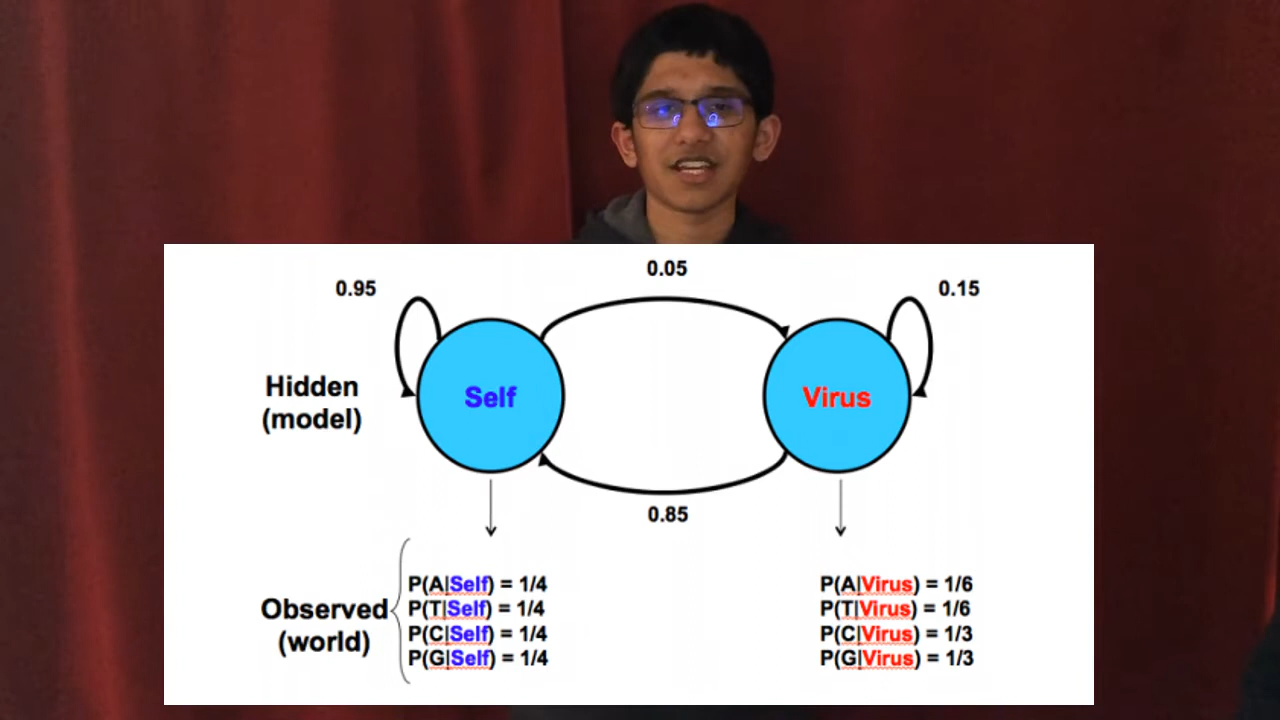 0.05
0.95
0.15
Hidden
(model)
Self
Virus
0.85
Observed
(world)
P(A|Self) = 1/4
P(T|Self) = 1/4
P(C|Self) = 1/4
P(G|Self) = 1/4
P(A|Virus) = 1/6
P(T|Virus) = 1/6
P(C|Virus) = 1/3
P(G|Virus) = 1/3